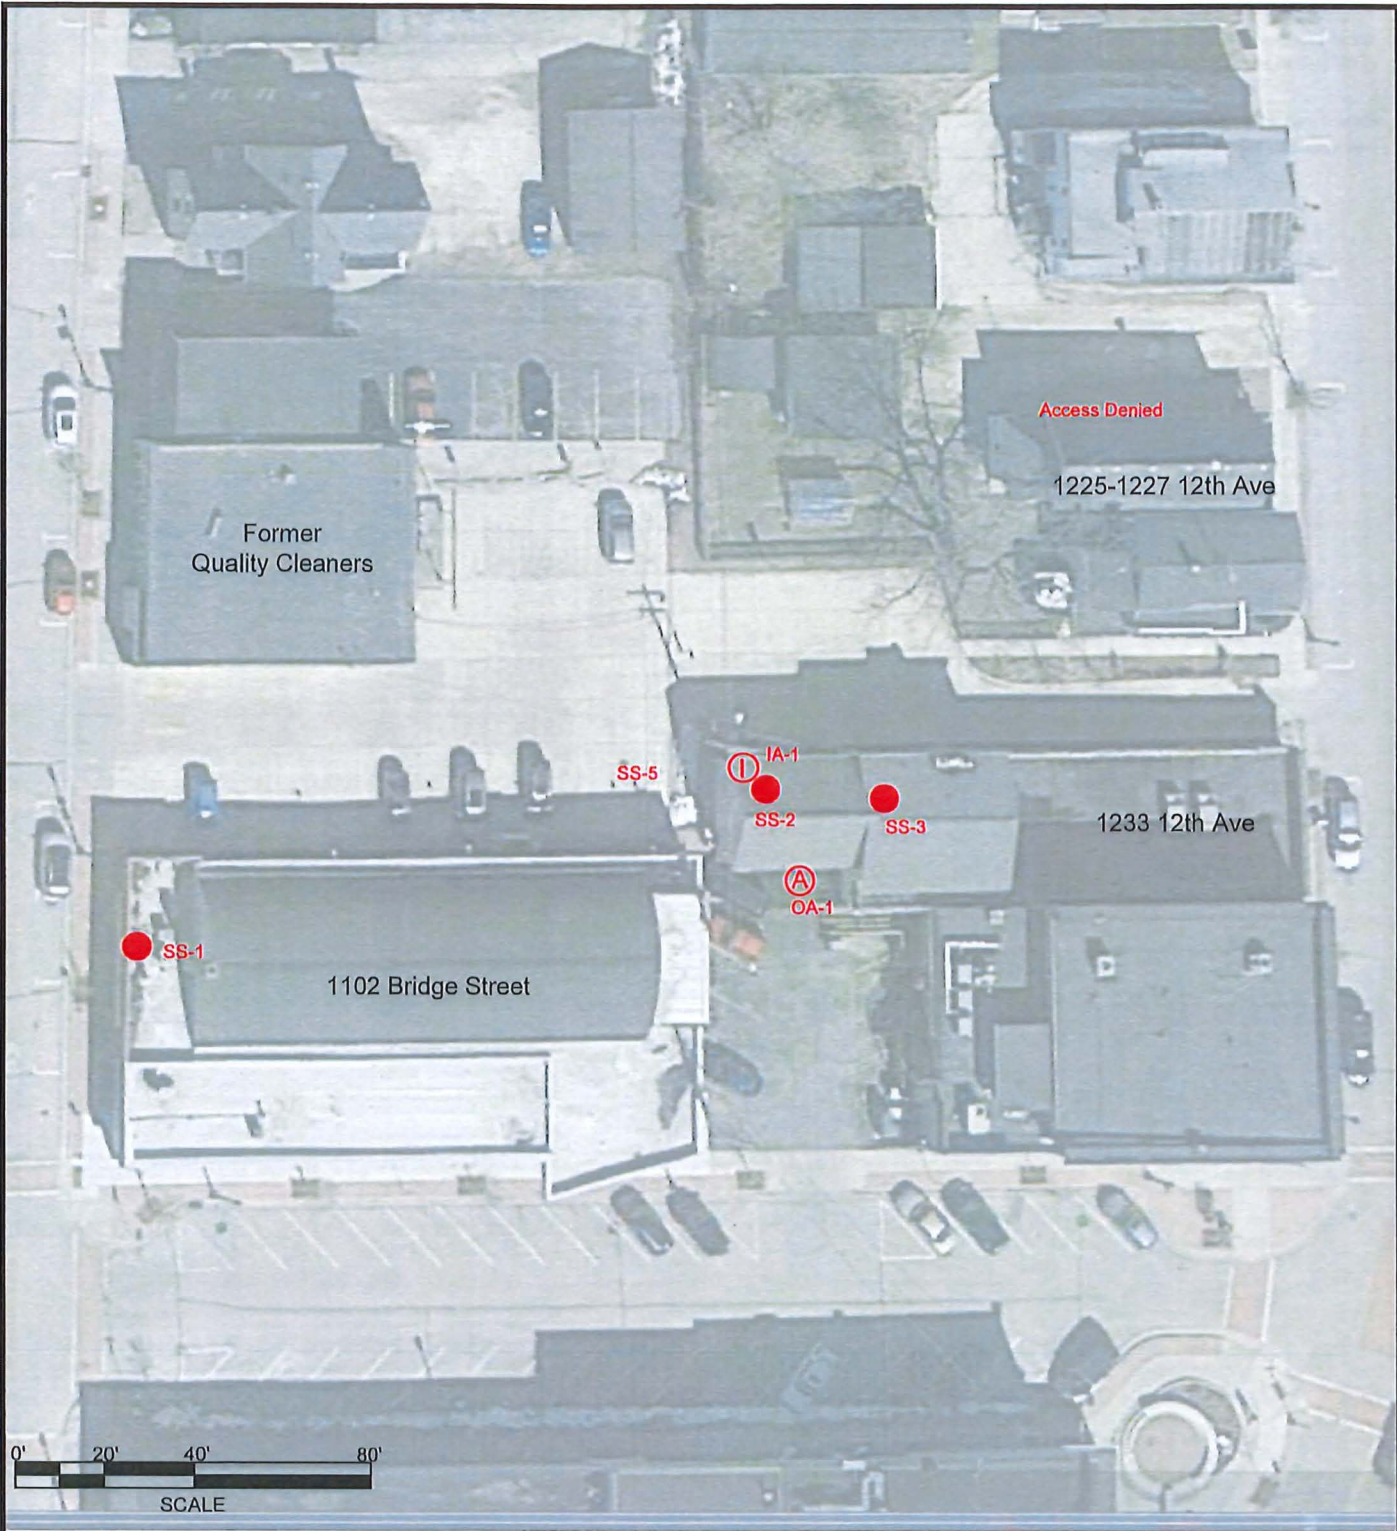 Access Denied
1225-1227 12th Ave
Former
Quality Cleaners
IA-1
I
SS-5
SS-2
SS-3
1233 12th Ave
A
OA-1
SS-1
1102 Bridge Street
0' 20' 40' 80'
SCALE